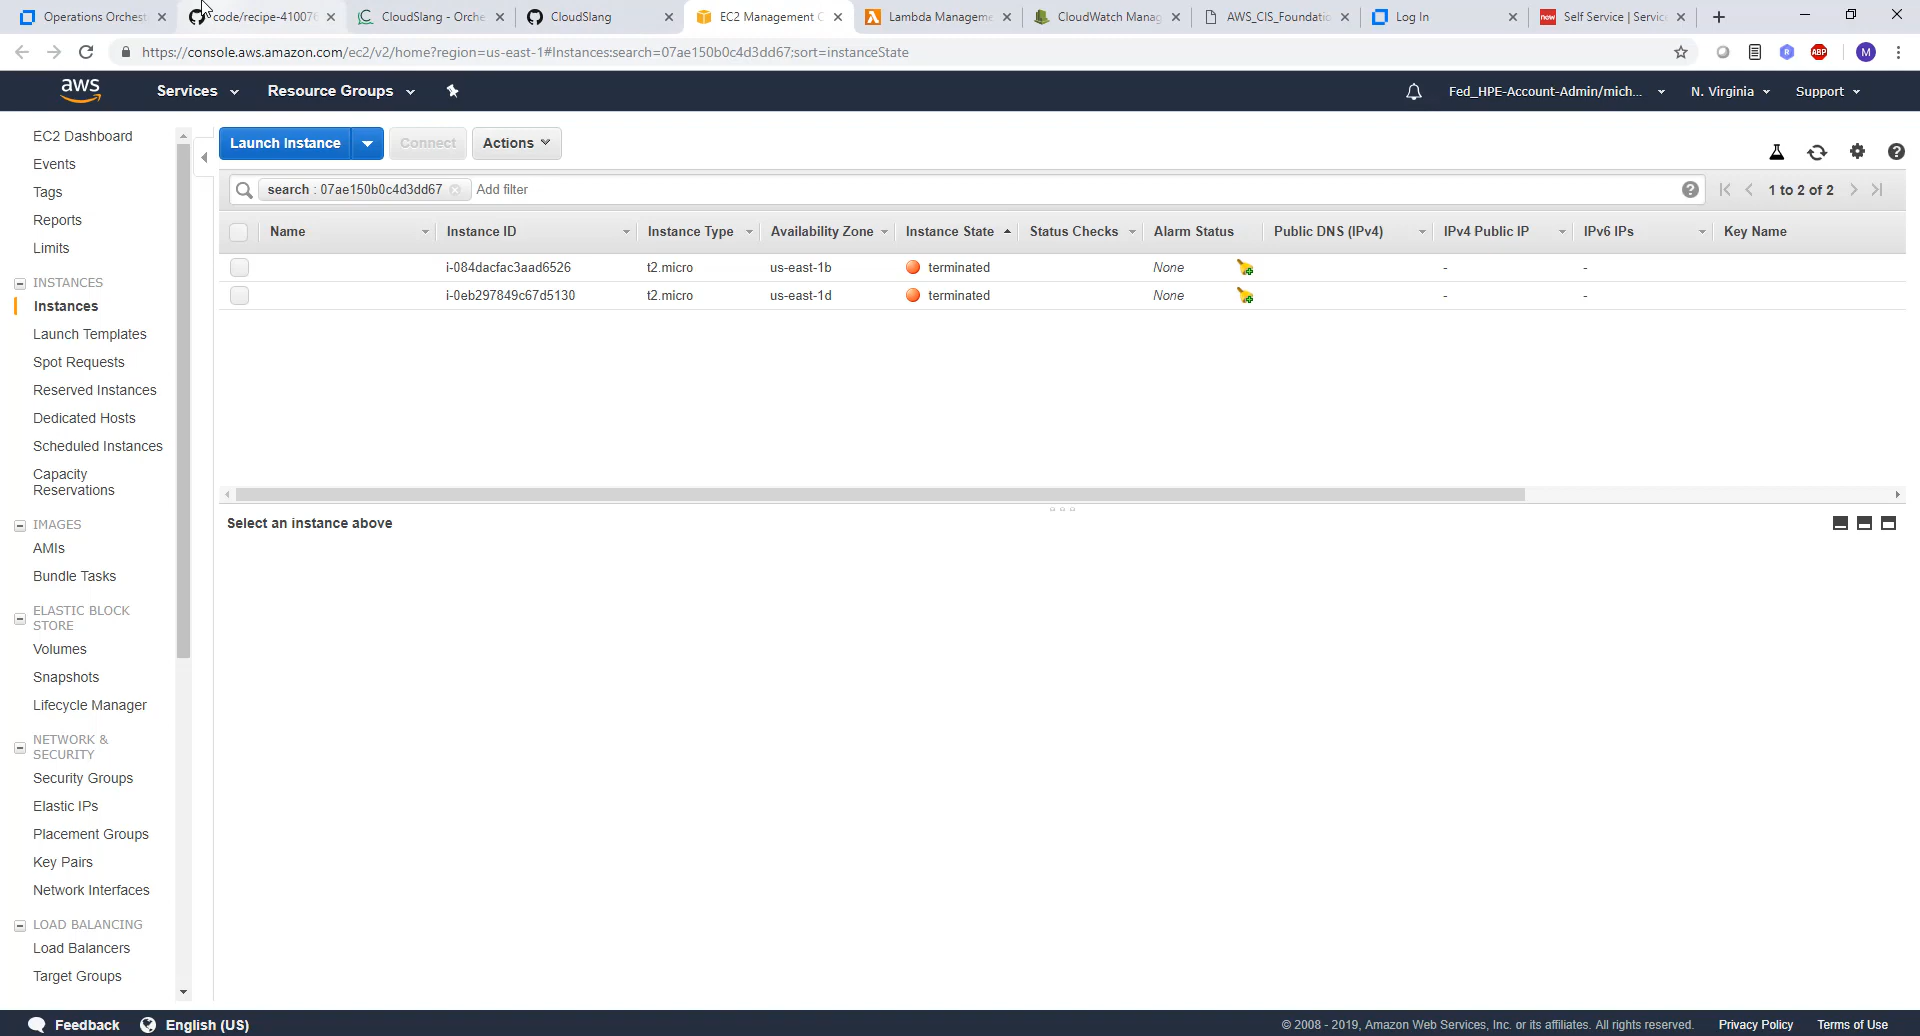 Operations Orchest
code/recipe-41007
CloudSlang - Orche
CloudSlang
EC2 Management C
Lambda Manageme
CloudWatch Manag
AWS_CIS_Foundatio
Log In
now
Self Service | Servic
https://console.aws.amazon.com/ec2/v2/home?region=us-east-1#Instances:search=07ae150b0c4d3dd67;sort=instanceState
R
ABP
M
aws
Services
Resource Groups
Fed_HPE-Account-Admin/mich...
N. Virginia
Support
EC2 Dashboard
Events
Tags
Reports
Limits
INSTANCES
Instances
Launch Templates
Spot Requests
Reserved Instances
Dedicated Hosts
Scheduled Instances
Capacity
Reservations
IMAGES
AMIs
Bundle Tasks
ELASTIC BLOCK
STORE
Volumes
Snapshots
Lifecycle Manager
NETWORK &
SECURITY
Security Groups
Elastic IPs
Placement Groups
Key Pairs
Network Interfaces
LOAD BALANCING
Load Balancers
Target Groups
Launch Instance
Connect
Actions
search : 07ae150b0c4d3dd67
Add filter
1 to 2 of 2
Name Instance ID Instance Type Availability Zone Instance State Status Checks Alarm Status Public DNS (IPv4) IPv4 Public IP IPv6 IPs Key Name
i-084dacfac3aad6526 t2.micro us-east-1b terminated None - -
i-0eb297849c67d5130 t2.micro us-east-1d terminated None - -
Select an instance above
Feedback
English (US)
© 2008 - 2019, Amazon Web Services, Inc. or its affiliates. All rights reserved.
Privacy Policy
Terms of Use